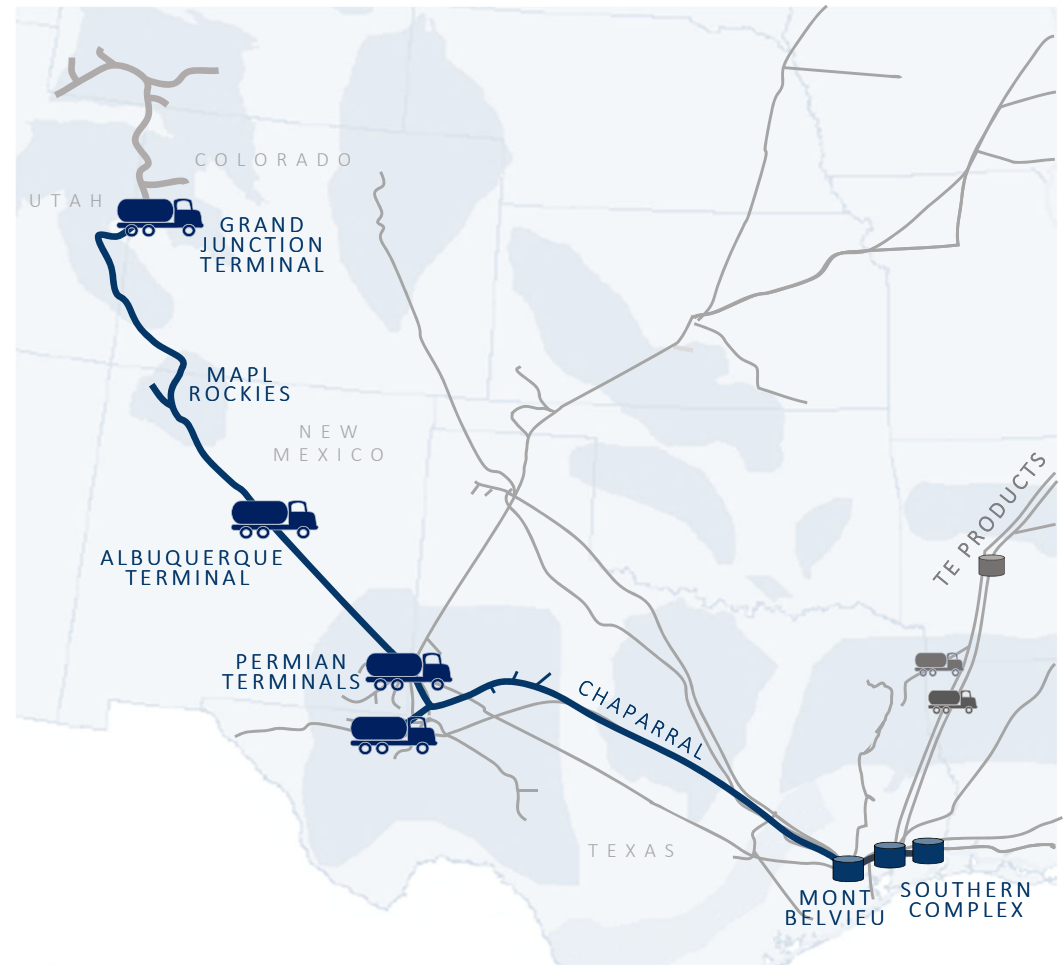 COLORADO
UTAH
GRAND
JUNCTION
TERMINAL
MAPL
ROCKIES
NEW
MEXICO
TE PRODUCTS
ALBUQUERQUE
TERMINAL
PERMIAN
TERMINALS
CHAPARRAL
TEXAS
MONT
BELVIEU
SOUTHERN
COMPLEX